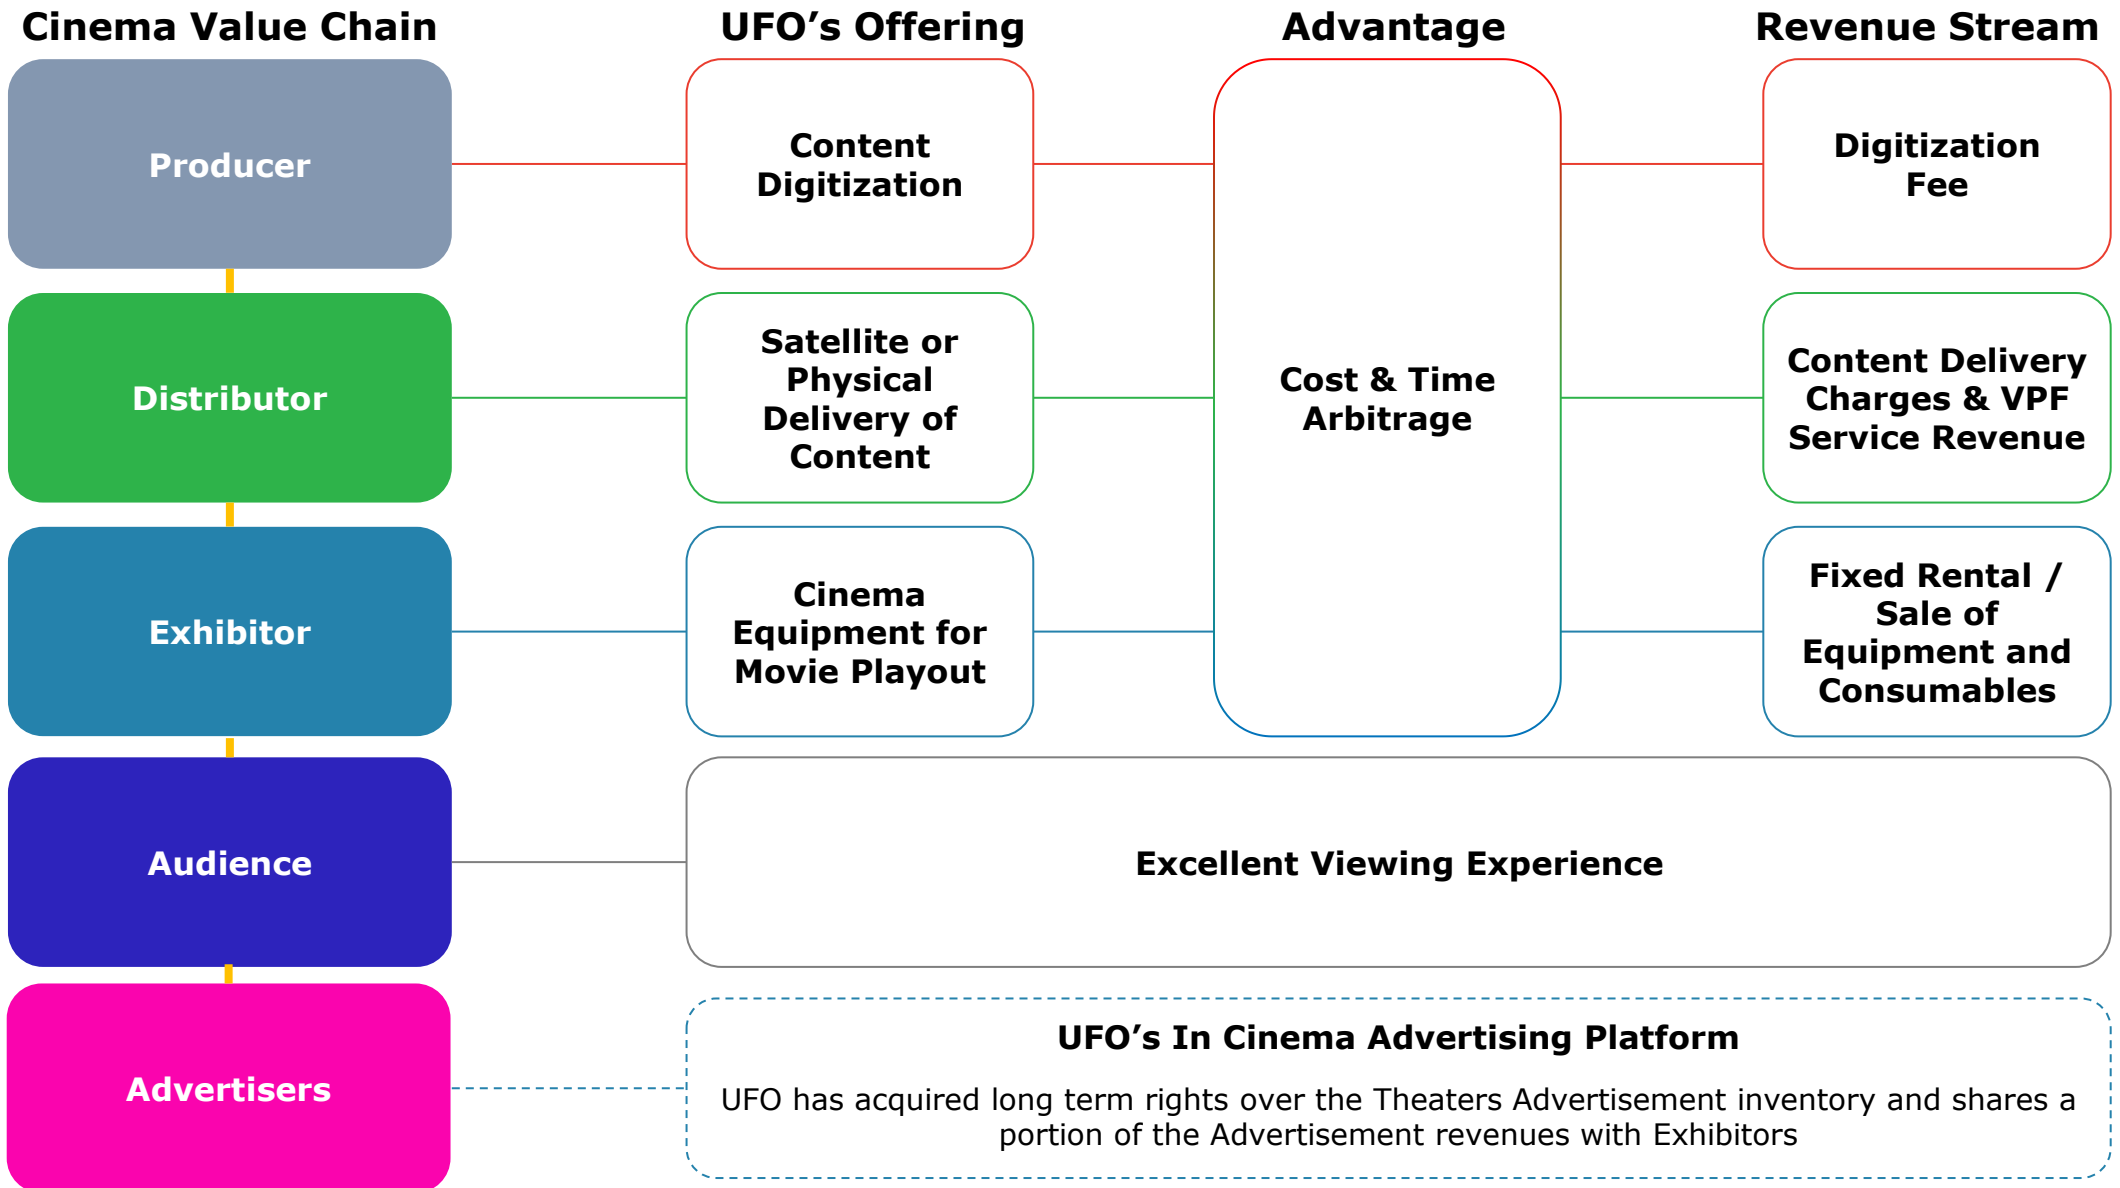 Cinema Value Chain
UFO’s Offering
Advantage
Revenue Stream
Producer
Content
Digitization
Digitization
Fee
Distributor
Satellite or
Physical
Delivery of
Content
Cost & Time
Arbitrage
Content Delivery
Charges & VPF
Service Revenue
Exhibitor
Cinema
Equipment for
Movie Playout
Fixed Rental /
Sale of
Equipment and
Consumables
Audience
Excellent Viewing Experience
Advertisers
UFO’s In Cinema Advertising Platform
UFO has acquired long term rights over the Theaters Advertisement inventory and shares a
portion of the Advertisement revenues with Exhibitors